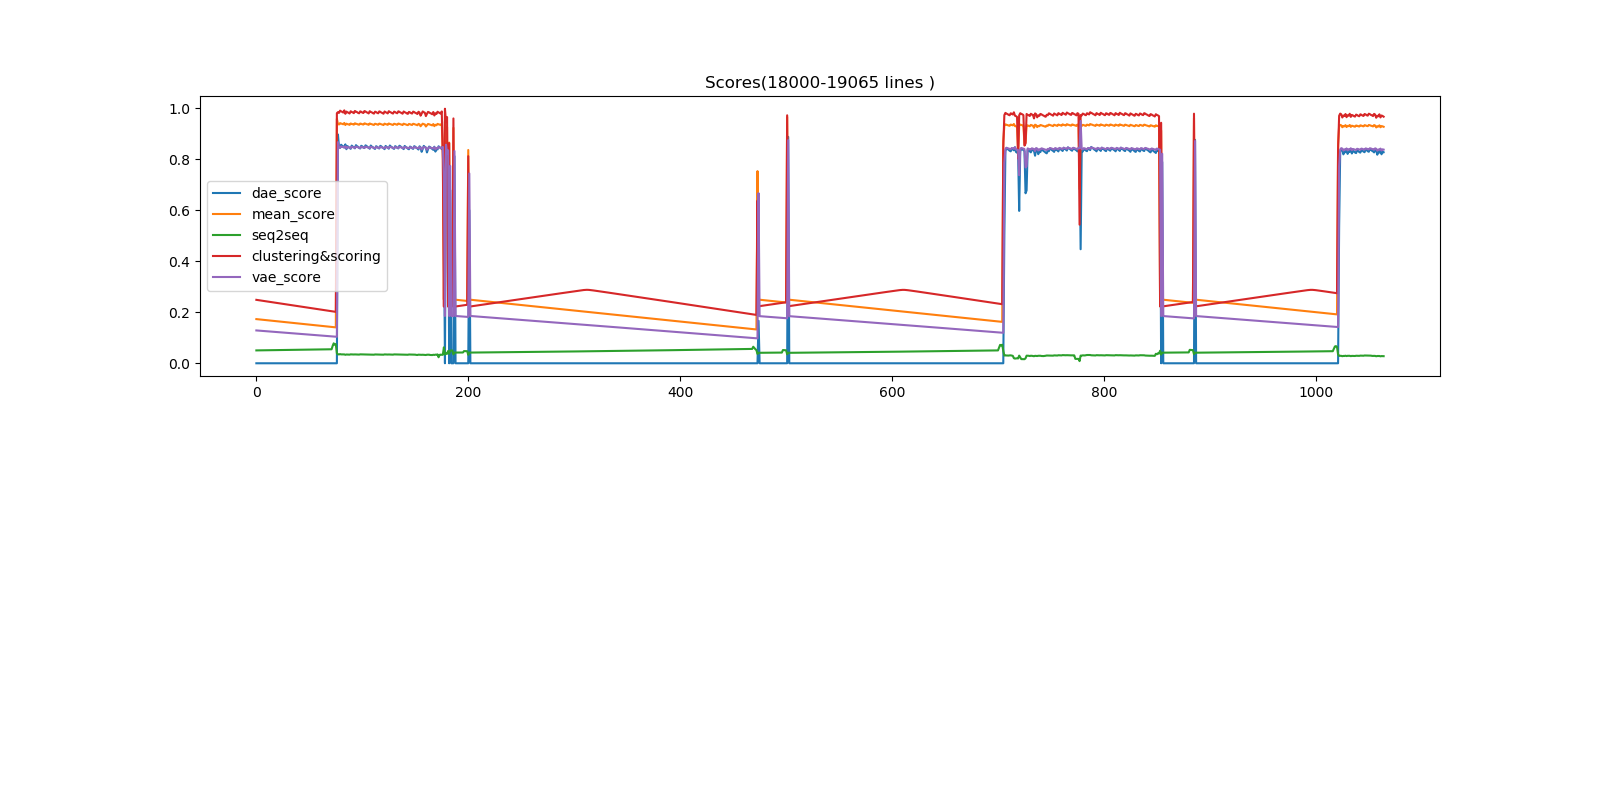 Scores(18000-19065 lines )
1.0
0.8
0.6
0.4
0.2
0.0
dae_score
mean_score
seq2seq
clustering&scoring
vae_score
0 200 400 600 800 1000